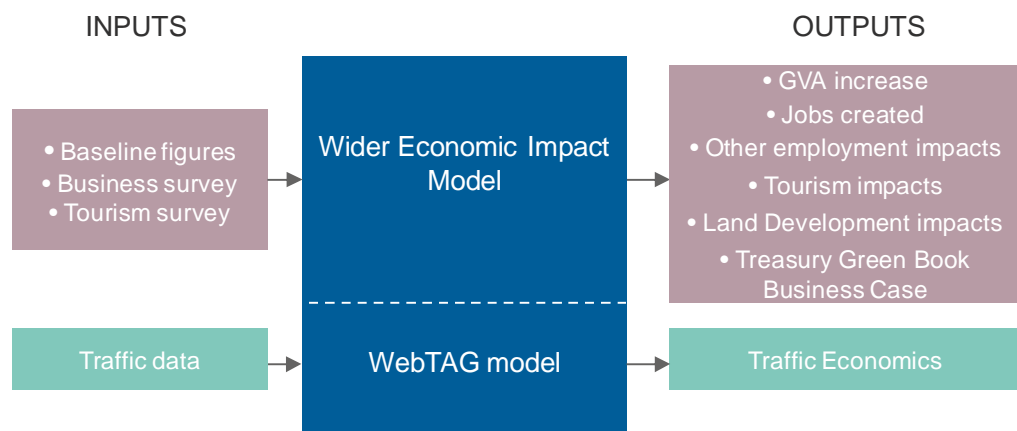 INPUTS
OUTPUTS
• Baseline figures
• Business survey
• Tourism survey
Wider Economic Impact
Model
• GVA increase
• Jobs created
• Other employment impacts
• Tourism impacts
• Land Development impacts
• Treasury Green Book
Business Case
Traffic data
WebTAG model
Traffic Economics